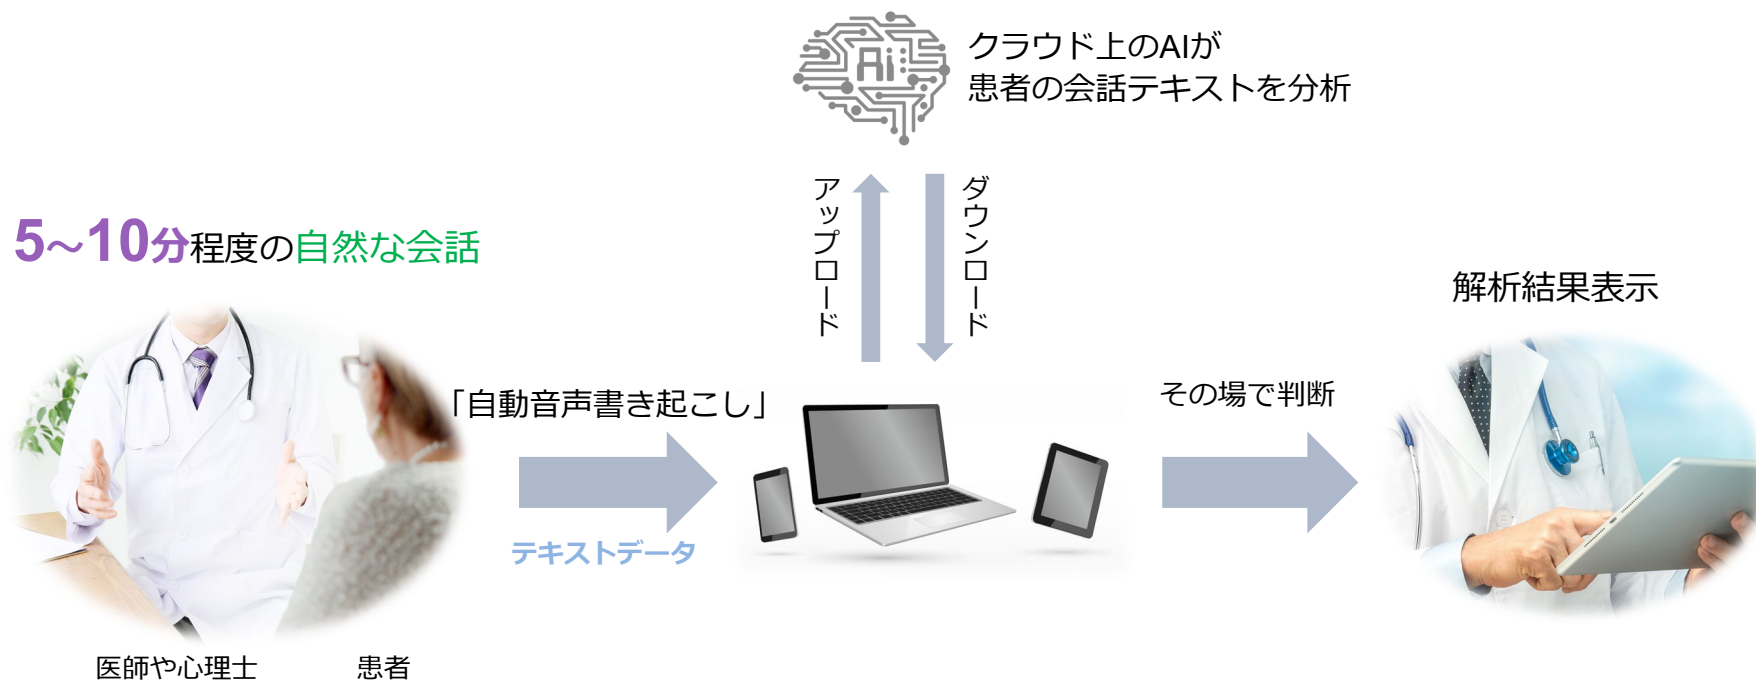 Ai
クラウド上のAIが
患者の会話テキストを分析
アップロード
ダウンロード
5～10分程度の自然な会話
解析結果表示
「自動音声書き起こし」
その場で判断
テキストデータ
医師や心理士
患者